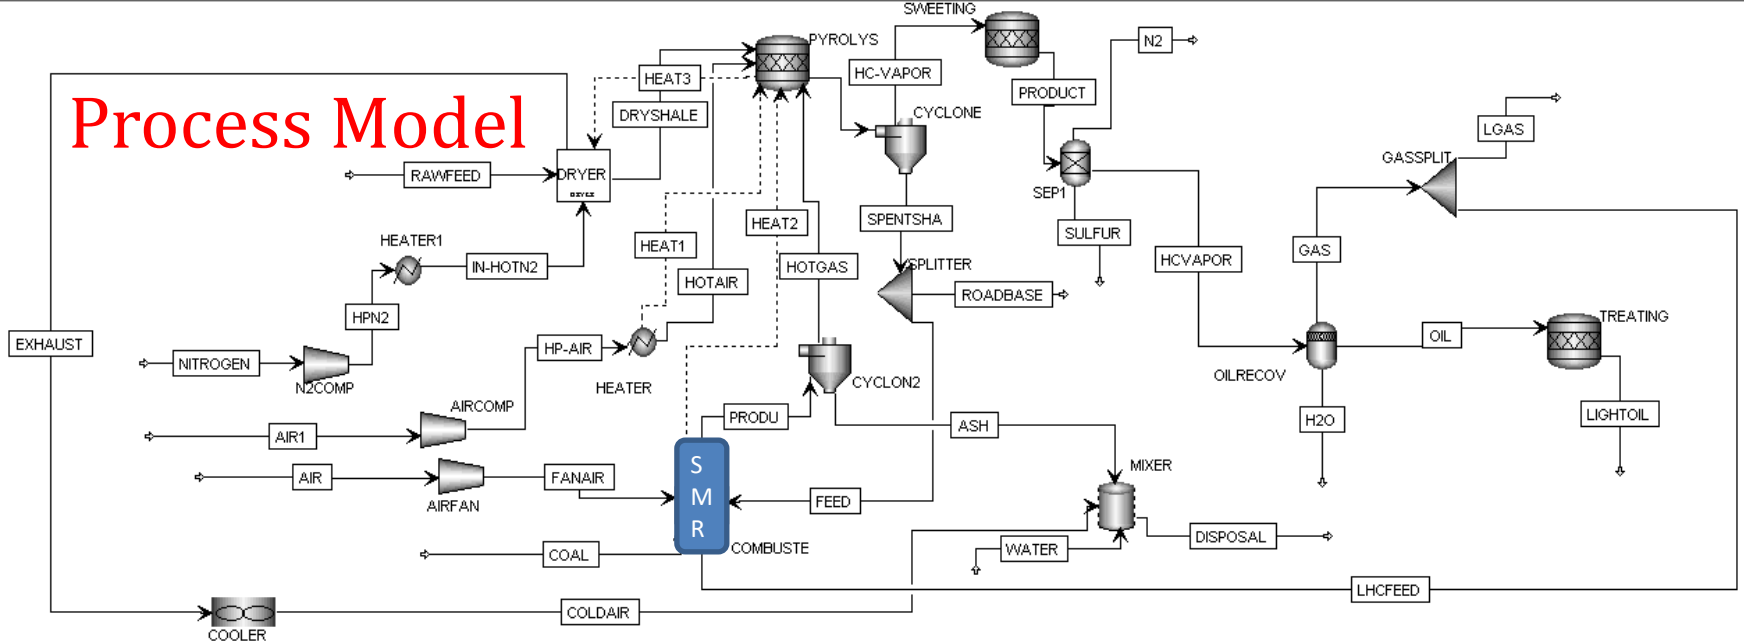 SWEETING
N2
PYROLYS
HC-VAPOR
HEAT3
PRODUCT
LGAS
Process Model
DRYSHALE
CYCLONE
GASSPLIT
RAWFEED
DRYER
SEP1
SPENTSHA
HEAT2
SULFUR
HEATER1
HEAT1
GAS
IN-HOTN2
HOTGAS
HCVAPOR
SPLITTER
HOTAIR
ROADBASE
HPN2
TREATING
EXHAUST
HP-AIR
OIL
NITROGEN
N2COMP
HEATER
CYCLON2
OILRECOV
AIRCOMP
PRODU
LIGHTOIL
AIR1
ASH
H2O
S
M
R
MIXER
AIR
FANAIR
AIRFAN
FEED
DISPOSAL
COAL
COMBUSTE
WATER
LHCFEED
COLDAIR
COOLER